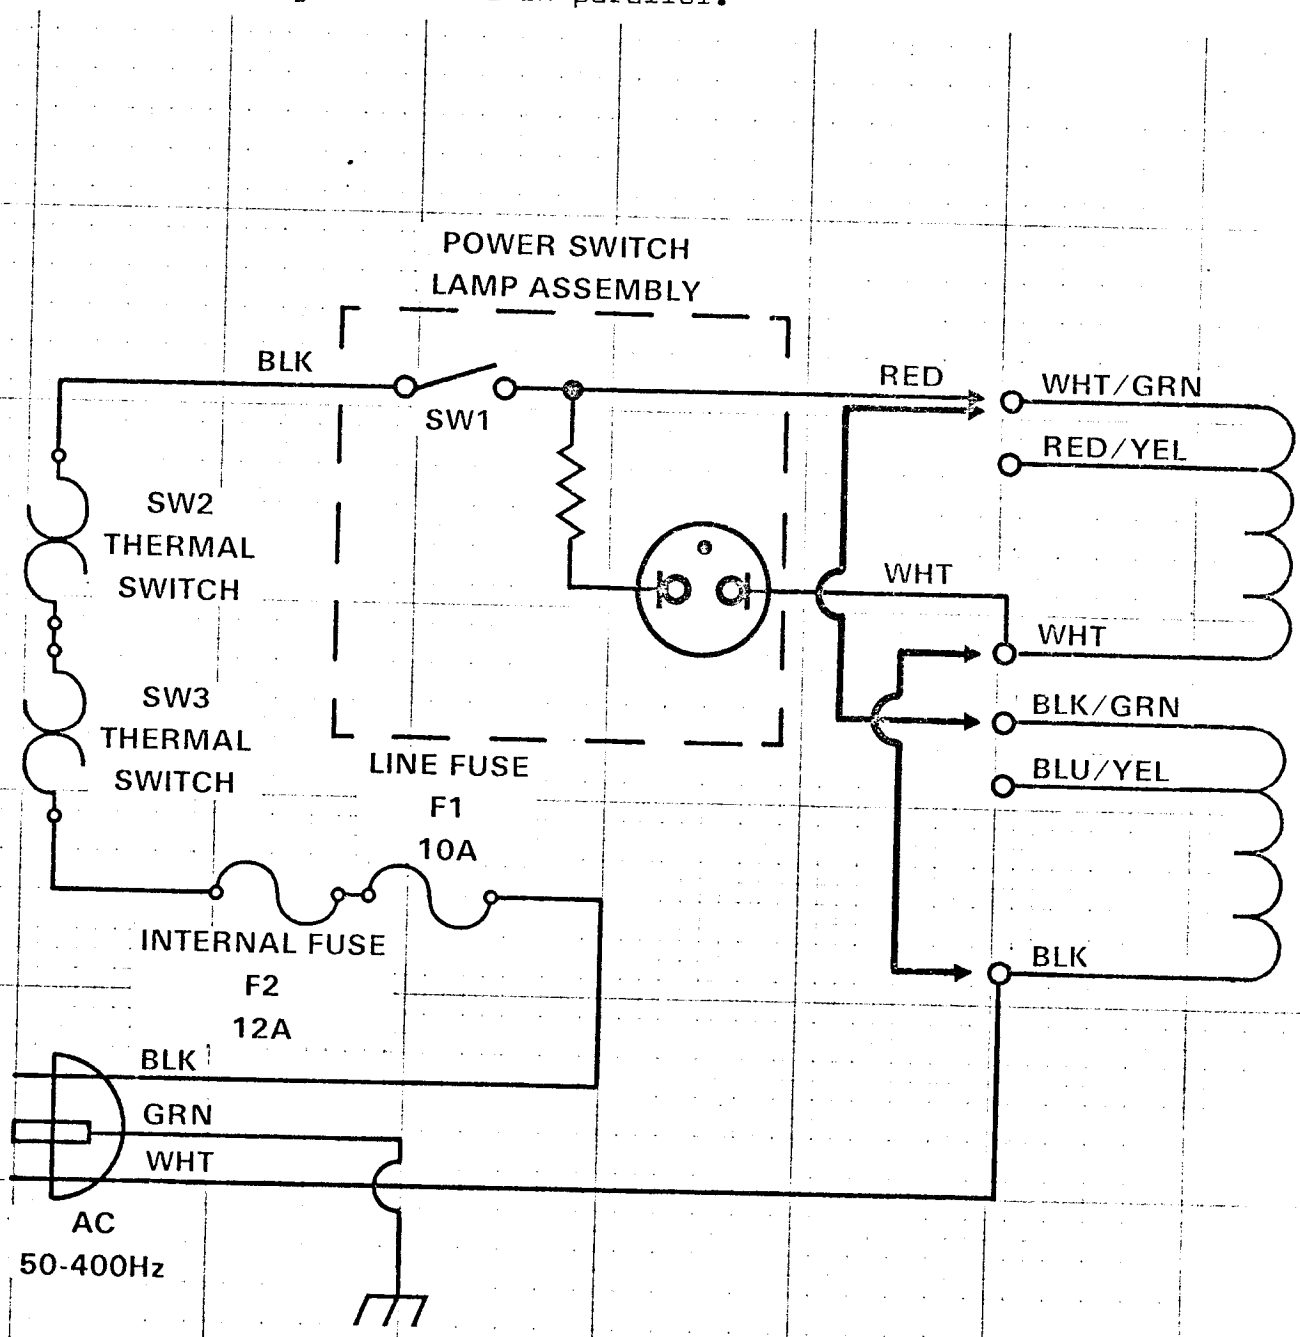 parallel.
POWER SWITCH
LAMP ASSEMBLY
BLK
SW1
RED
WHT/GRN
RED/YEL
SW2
THERMAL
SWITCH
WHT
WHT
SW3
THERMAL
SWITCH
BLK/GRN
BLU/YEL
LINE FUSE
F1
10A
INTERNAL FUSE
F2
12A
BLK
BLK
GRN
WHT
AC
50-400Hz